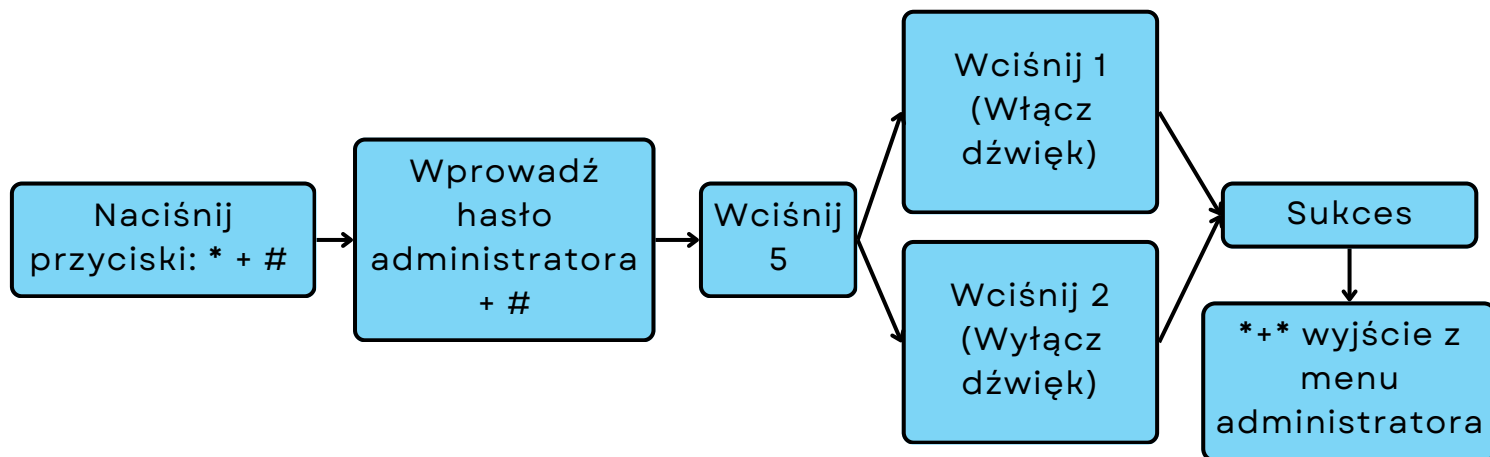 Naciśnij
przyciski: * + #
Wprowadź
hasło
administratora
+ #
Wciśnij
5
Wciśnij 1
(Włącz
dźwięk)
Wciśnij 2
(Wyłącz
dźwięk)
Sukces
*+* wyjście z
menu
administratora